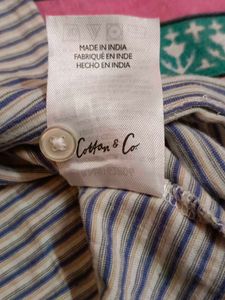 MADE IN INDIA
FABRIQUÉ EN INDE
HECHO EN INDIA
Cotton & Co.